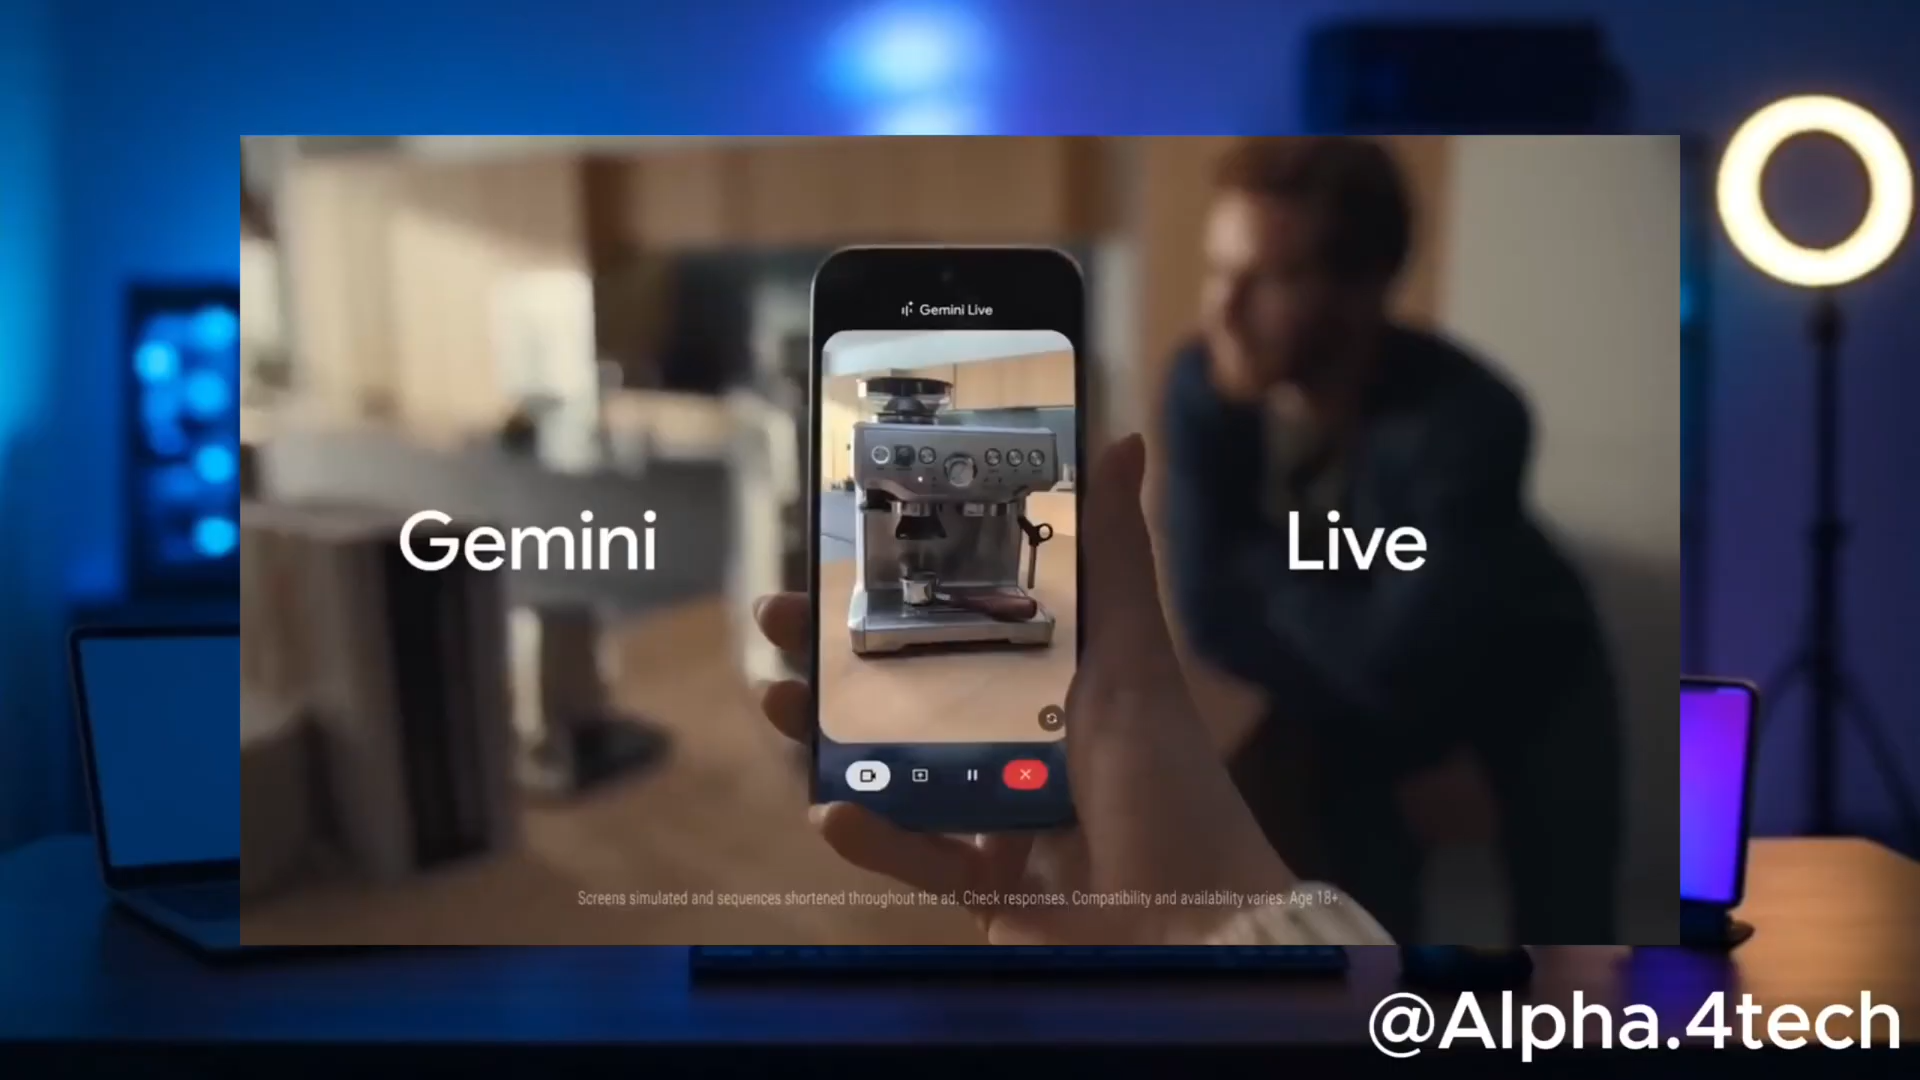 Gemini Live
Gemini
Live
Screens simulated and sequences shortened throughout the ad. Check responses. Compatibility and availability varies. Age 18+.
@Alpha.4tech